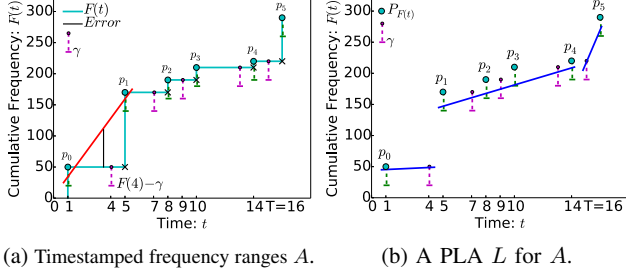 F(t)
Error
γ
Cumulative Frequency: F(t)
300
250
200
150
100
50
0
p0
p1
p2
p3
p4
p5
F(4)−γ
0 1 4 5 7 8 9 10 14 T=16
Time: t
(a) Timestamped frequency ranges A.
P_F(t)
γ
Cumulative Frequency: F(t)
300
250
200
150
100
50
0
p0
p1
p2
p3
p4
p5
0 1 4 5 7 8 9 10 14 T=16
Time: t
(b) A PLA L for A.